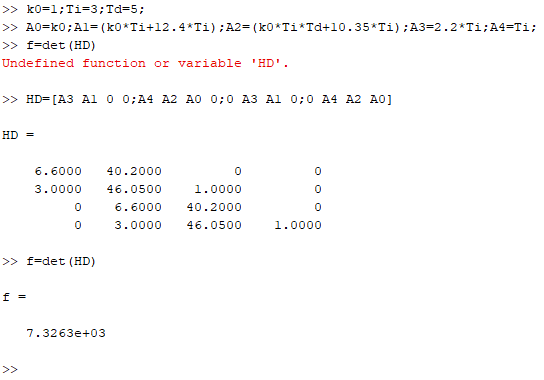 >> k0=1;Ti=3;Td=5;
>> A0=k0;A1=(k0*Ti+12.4*Ti);A2=(k0*Ti*Td+10.35*Ti);A3=2.2*Ti;A4=Ti;
>> f=det(HD)
Undefined function or variable 'HD'.
>> HD=[A3 A1 0 0;A4 A2 A0 0;0 A3 A1 0;0 A4 A2 A0]
HD =
6.6000 40.2000 0 0
3.0000 46.0500 1.0000 0
0 6.6000 40.2000 0
0 3.0000 46.0500 1.0000
>> f=det(HD)
f =
7.3263e+03
>>